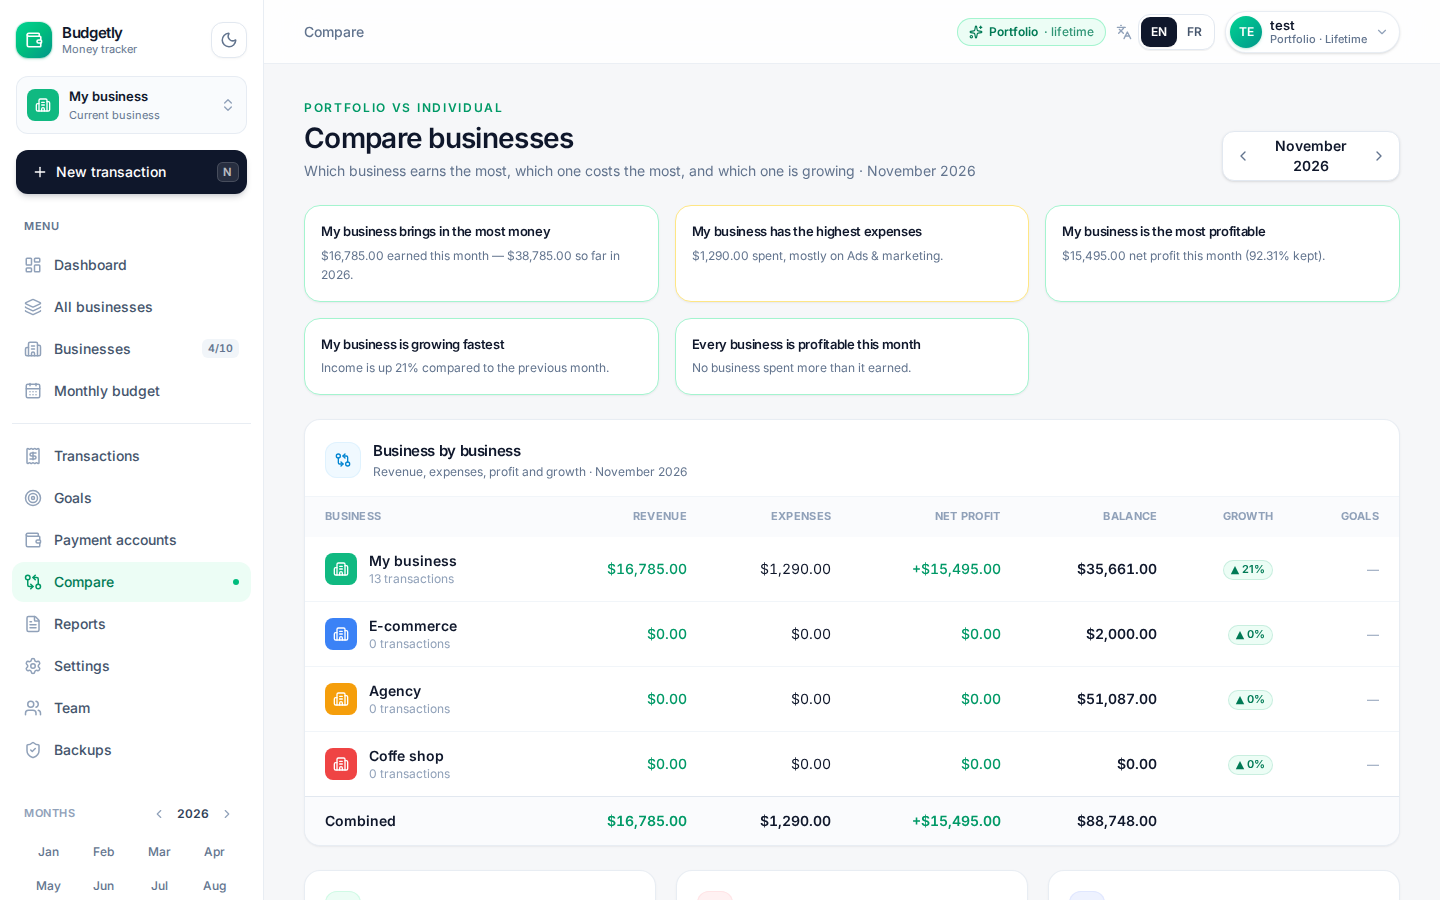 Budgetly
Money tracker
My business
Current business
New transaction N
MENU
Dashboard
All businesses
Businesses 4/10
Monthly budget
Transactions
Goals
Payment accounts
Compare
Reports
Settings
Team
Backups
MONTHS 2026
Jan Feb Mar Apr
May Jun Jul Aug
Compare
Portfolio · lifetime
EN FR
TE
test
Portfolio · Lifetime
PORTFOLIO VS INDIVIDUAL
Compare businesses
Which business earns the most, which one costs the most, and which one is growing · November 2026
November
2026
My business brings in the most money
$16,785.00 earned this month — $38,785.00 so far in
2026.
My business has the highest expenses
$1,290.00 spent, mostly on Ads & marketing.
My business is the most profitable
$15,495.00 net profit this month (92.31% kept).
My business is growing fastest
Income is up 21% compared to the previous month.
Every business is profitable this month
No business spent more than it earned.
Business by business
Revenue, expenses, profit and growth · November 2026
BUSINESS REVENUE EXPENSES NET PROFIT BALANCE GROWTH GOALS
My business $16,785.00 $1,290.00 +$15,495.00 $35,661.00 ▲ 21% —
13 transactions
E-commerce $0.00 $0.00 $0.00 $2,000.00 ▲ 0% —
0 transactions
Agency $0.00 $0.00 $0.00 $51,087.00 ▲ 0% —
0 transactions
Coffe shop $0.00 $0.00 $0.00 $0.00 ▲ 0% —
0 transactions
Combined $16,785.00 $1,290.00 +$15,495.00 $88,748.00